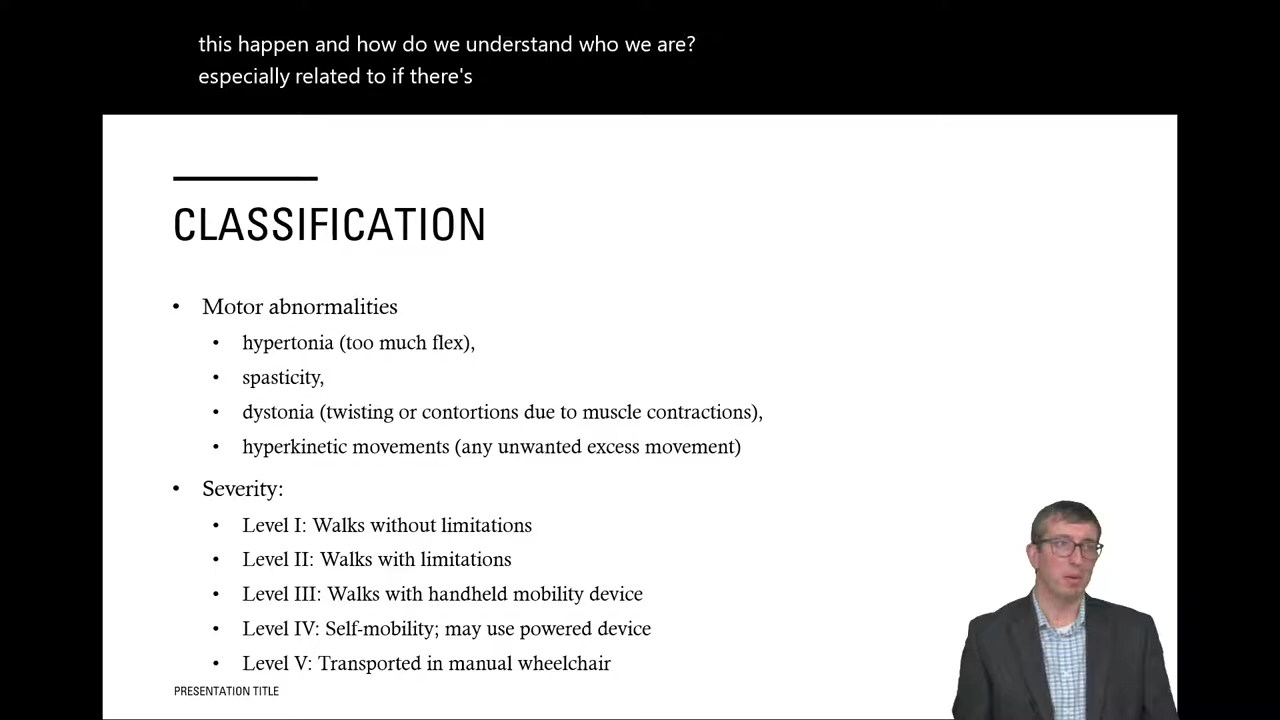 this happen and how do we understand who we are?
especially related to if there's
CLASSIFICATION
• Motor abnormalities
• hypertonia (too much flex),
• spasticity,
• dystonia (twisting or contortions due to muscle contractions),
• hyperkinetic movements (any unwanted excess movement)
• Severity:
• Level I: Walks without limitations
• Level II: Walks with limitations
• Level III: Walks with handheld mobility device
• Level IV: Self-mobility; may use powered device
• Level V: Transported in manual wheelchair
PRESENTATION TITLE